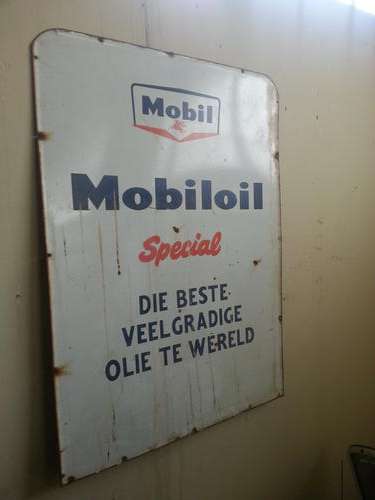 Mobil
Mobiloil
Special
DIE BESTE
VEELGRADIGE
OLIE TE WERELD